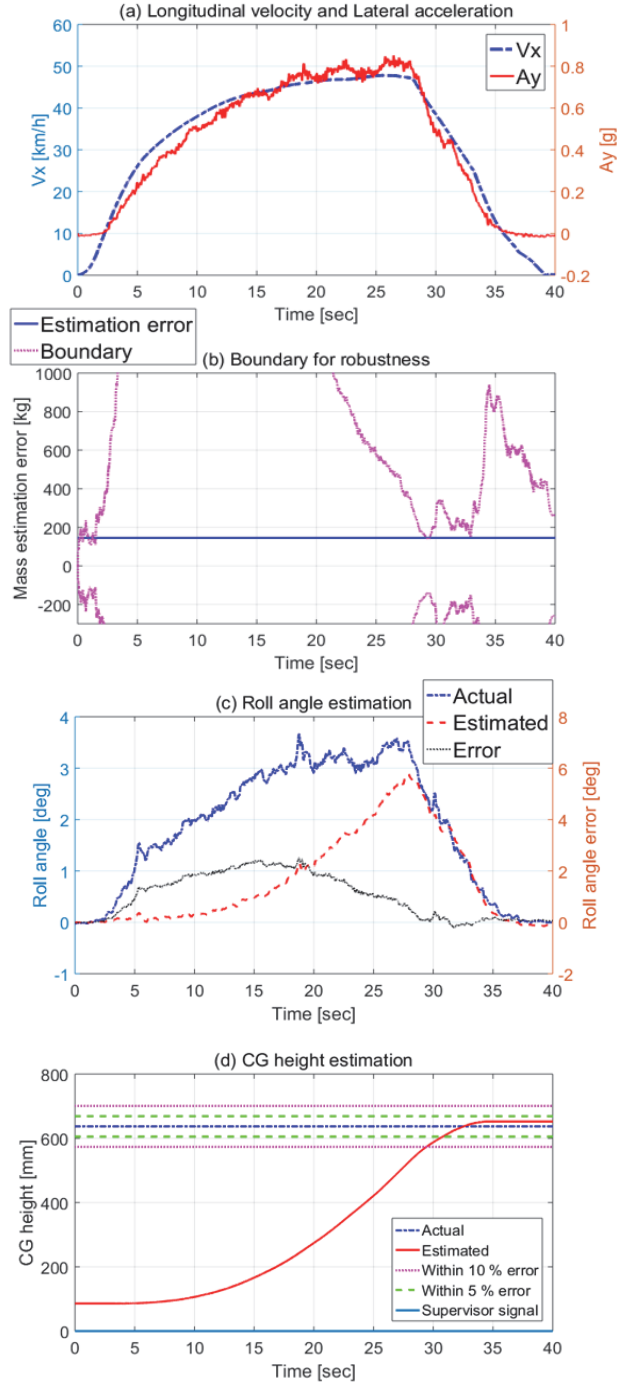 (a) Longitudinal velocity and Lateral acceleration
60
50
40
30
20
10
0
Vx [km/h]
1
0.8
0.6
0.4
0.2
0
-0.2
Ay [g]
Vx
Ay
0 5 10 15 20 25 30 35 40
Time [sec]
Estimation error
Boundary
(b) Boundary for robustness
1000
800
600
400
200
0
-200
Mass estimation error [kg]
0 5 10 15 20 25 30 35 40
Time [sec]
(c) Roll angle estimation
Actual
Estimated
Error
4
3
2
1
0
-1
Roll angle [deg]
8
6
4
2
0
-2
Roll angle error [deg]
0 5 10 15 20 25 30 35 40
Time [sec]
(d) CG height estimation
800
600
400
200
0
CG height [mm]
Actual
Estimated
Within 10 % error
Within 5 % error
Supervisor signal
0 5 10 15 20 25 30 35 40
Time [sec]